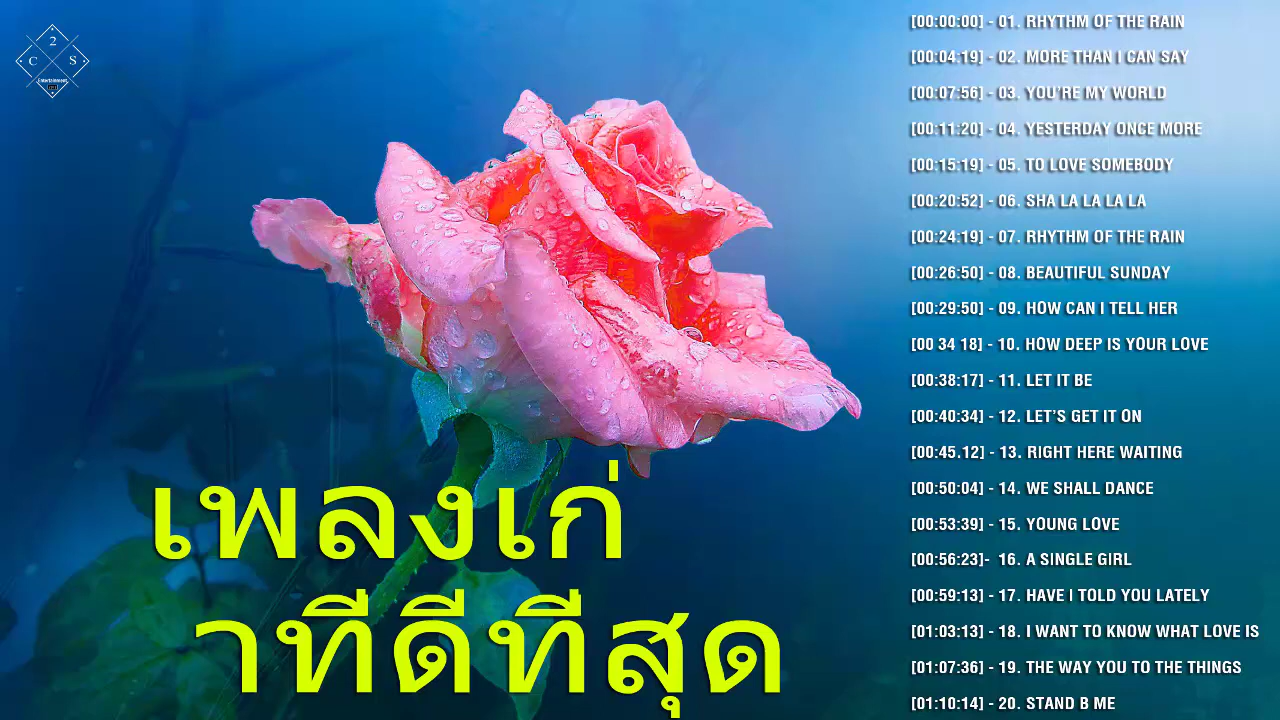 2
C S
Entertainment
[00:00:00] - 01. RHYTHM OF THE RAIN
[00:04:19] - 02. MORE THAN I CAN SAY
[00:07:56] - 03. YOU'RE MY WORLD
[00:11:20] - 04. YESTERDAY ONCE MORE
[00:15:19] - 05. TO LOVE SOMEBODY
[00:20:52] - 06. SHA LA LA LA LA
[00:24:19] - 07. RHYTHM OF THE RAIN
[00:26:50] - 08. BEAUTIFUL SUNDAY
[00:29:50] - 09. HOW CAN I TELL HER
[00 34 18] - 10. HOW DEEP IS YOUR LOVE
[00:38:17] - 11. LET IT BE
[00:40:34] - 12. LET'S GET IT ON
[00:45.12] - 13. RIGHT HERE WAITING
[00:50:04] - 14. WE SHALL DANCE
[00:53:39] - 15. YOUNG LOVE
[00:56:23]- 16. A SINGLE GIRL
[00:59:13] - 17. HAVE I TOLD YOU LATELY
[01:03:13] - 18. I WANT TO KNOW WHAT LOVE IS
[01:07:36] - 19. THE WAY YOU TO THE THINGS
[01:10:14] - 20. STAND B ME
เพลงเก่
าทีดีทีสุด